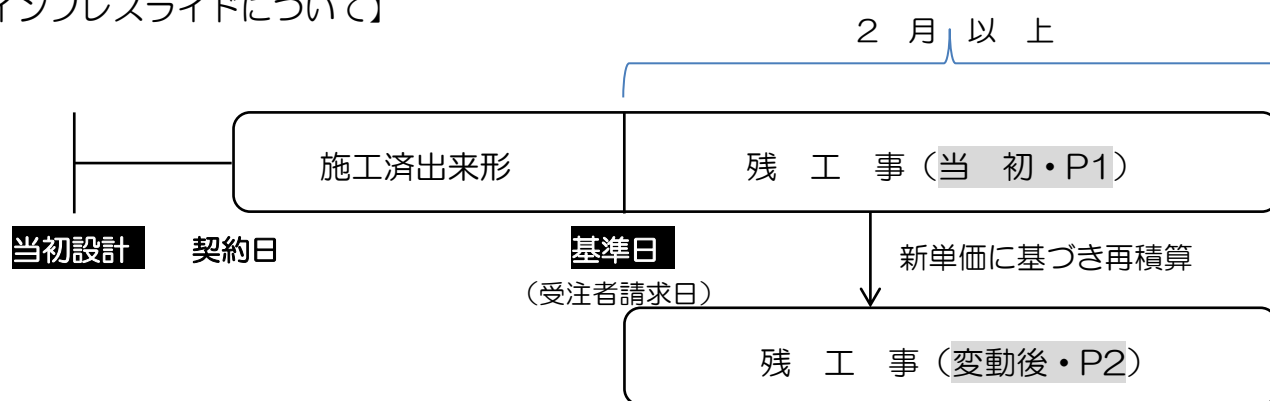 インフレスライドについて】
２ 月 以 上
施工済出来形
残 工 事（当 初・P1）
当初設計
契約日
基準日
（受注者請求日）
新単価に基づき再積算
残 工 事（変動後・P2）